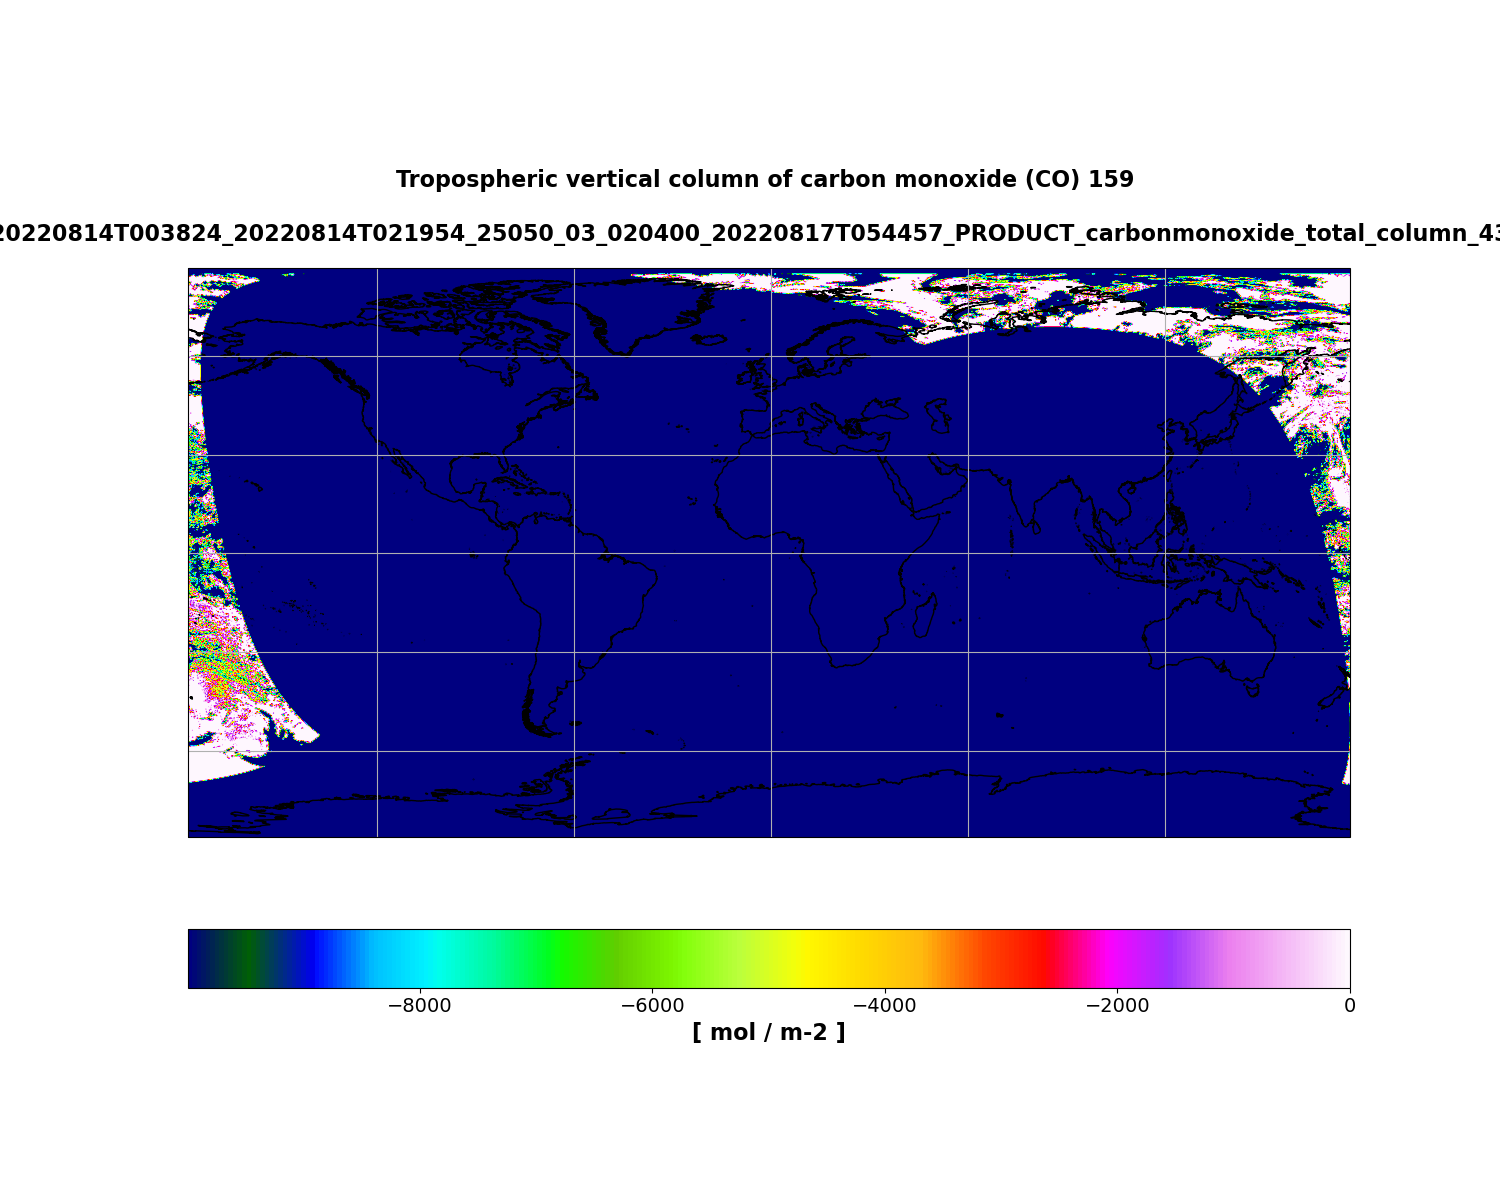 Tropospheric vertical column of carbon monoxide (CO) 159
20220814T003824_20220814T021954_25050_03_020400_20220817T054457_PRODUCT_carbonmonoxide_total_column_43
−8000 −6000 −4000 −2000 0
[ mol / m-2 ]